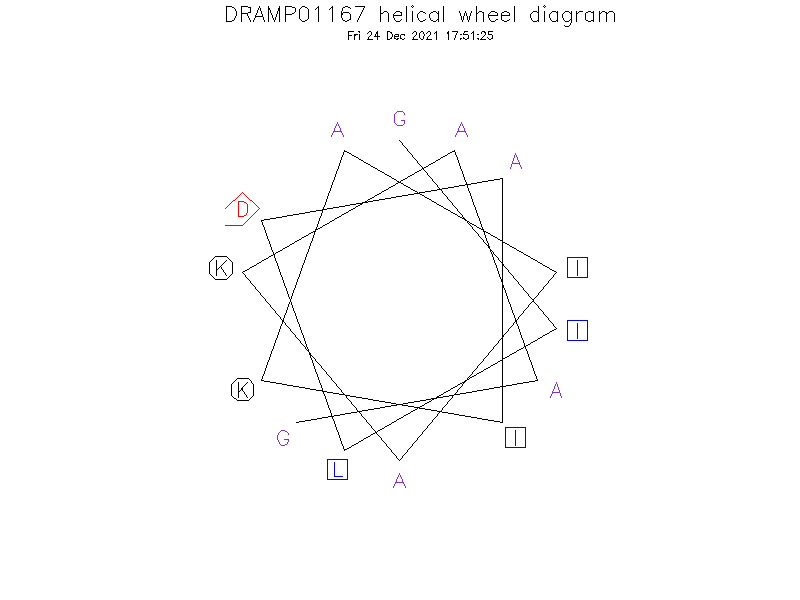 DRAMP01167 helical wheel diagram
Fri 24 Dec 2021 17:51:25
G
A A
A
D
K I
I
K A
G I
L
A